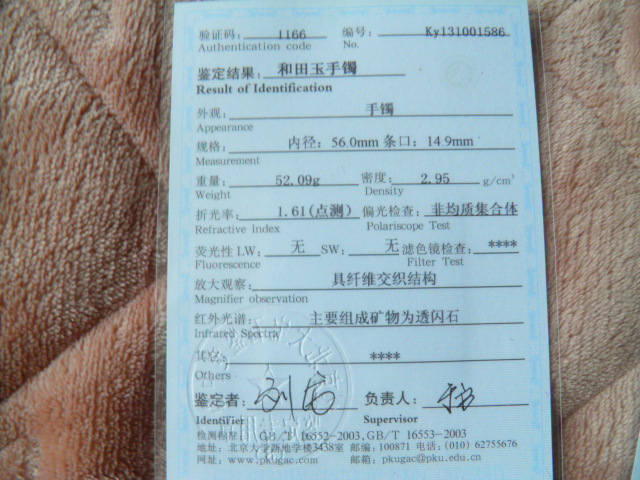 验证码： 1166 编号： Ky131001586
Authentication code No.
鉴定结果：和田玉手镯
Result of Identification
外观： 手镯
Appearance
规格： 内径：56.0mm 条口：14.9mm
Measurement
重量： 52.09g 密度： 2.95 g/cm³
Weight Density
折光率： 1.61(点测) 偏光检查：非均质集合体
Refractive Index Polariscope Test
荧光性 LW： 无 SW： 无 滤色镜检查：****
Fluorescence Filter Test
放大观察： 具纤维交织结构
Magnifier observation
红外光谱： 主要组成矿物为透闪石
Infrared Spectra
其它： ****
Others
鉴定者： 负责人：
Identifier Supervisor
检测标准： GB/T 16552-2003,GB/T 16553-2003
地址：北京大学新地学楼3438室 邮编：100871 电话：(010) 62755676
网址：www.pkugac.com 邮箱：pkugac@pku.edu.cn